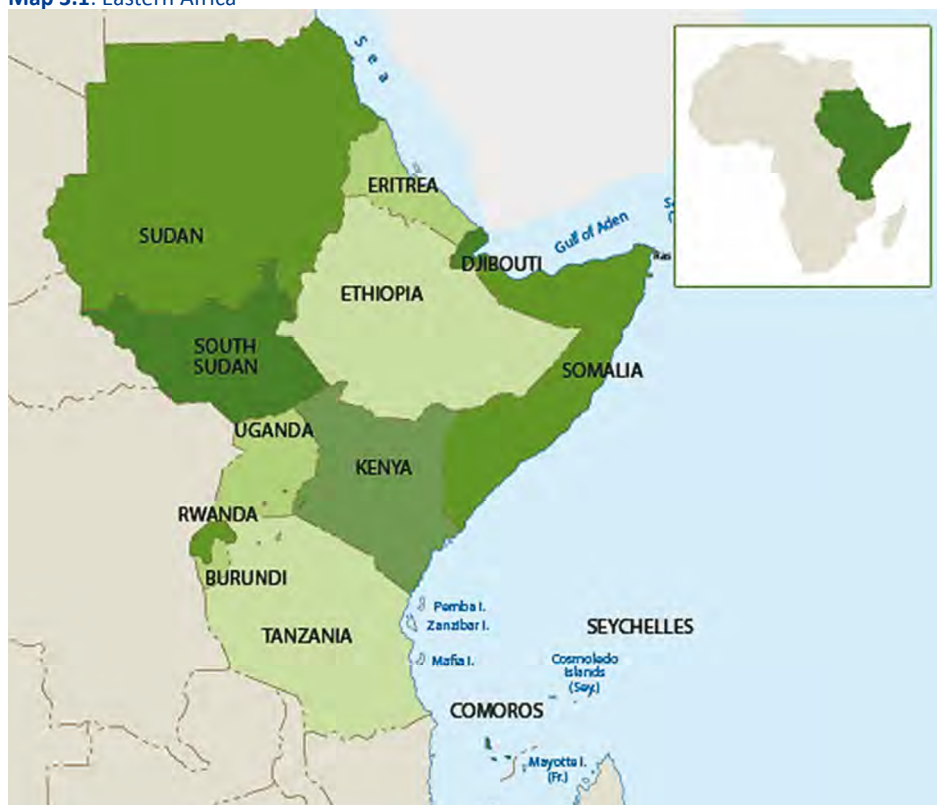 Map 3.1: Eastern Africa
Sea
ERITREA
SUDAN
Gulf of Aden
DJIBOUTI
ETHIOPIA
SOUTH
SUDAN
SOMALIA
UGANDA
KENYA
RWANDA
BURUNDI
Pemba I.
TANZANIA
Zanzibar I.
SEYCHELLES
Mafia I.
Cosmoledo
Islands
(Sey.)
COMOROS
Mayotte I.
(Fr.)